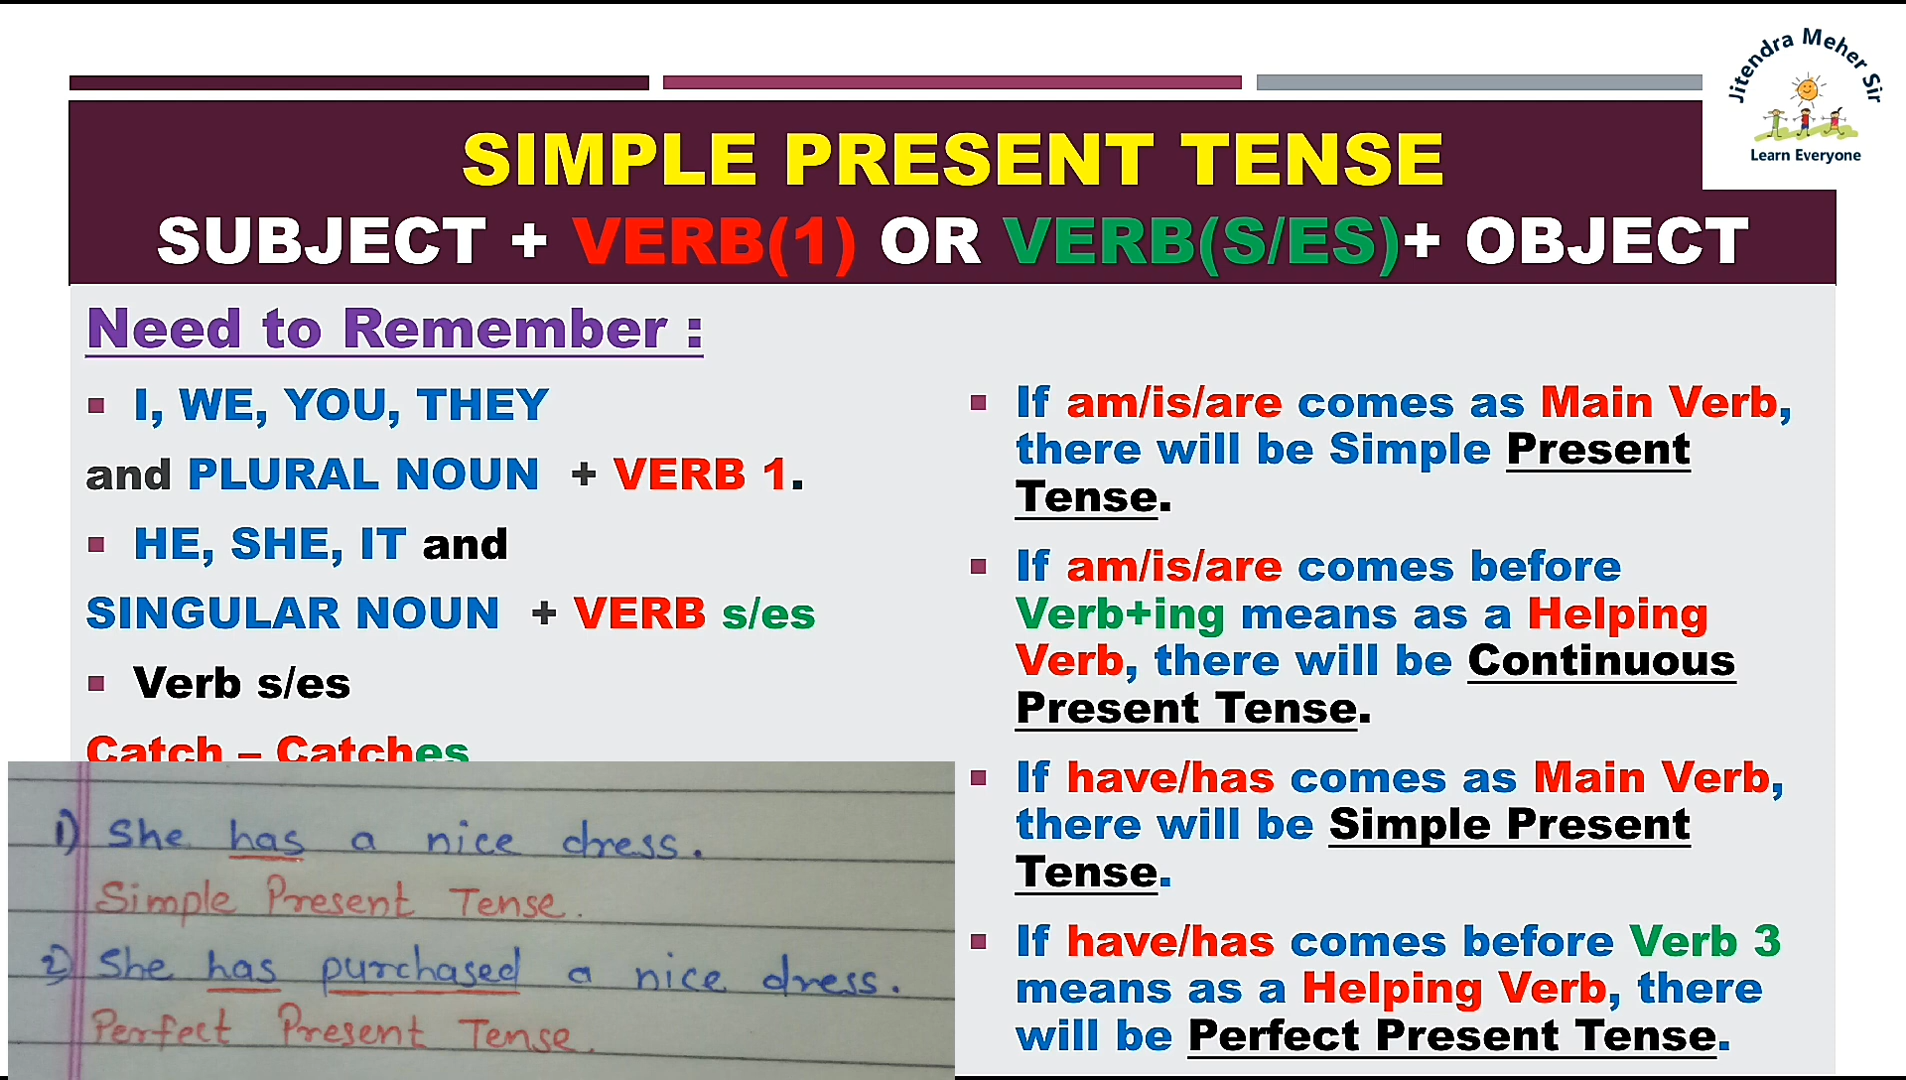 Jitendra Meher Sir
Learn Everyone
SIMPLE PRESENT TENSE
SUBJECT + VERB(1) OR VERB(S/ES)+ OBJECT
Need to Remember :
I, WE, YOU, THEY
and PLURAL NOUN + VERB 1.
HE, SHE, IT and
SINGULAR NOUN + VERB s/es
Verb s/es
Catch – Catches
1) She has a nice dress.
Simple Present Tense.
2) She has purchased a nice dress.
Perfect Present Tense.
If am/is/are comes as Main Verb,
there will be Simple Present
Tense.
If am/is/are comes before
Verb+ing means as a Helping
Verb, there will be Continuous
Present Tense.
If have/has comes as Main Verb,
there will be Simple Present
Tense.
If have/has comes before Verb 3
means as a Helping Verb, there
will be Perfect Present Tense.